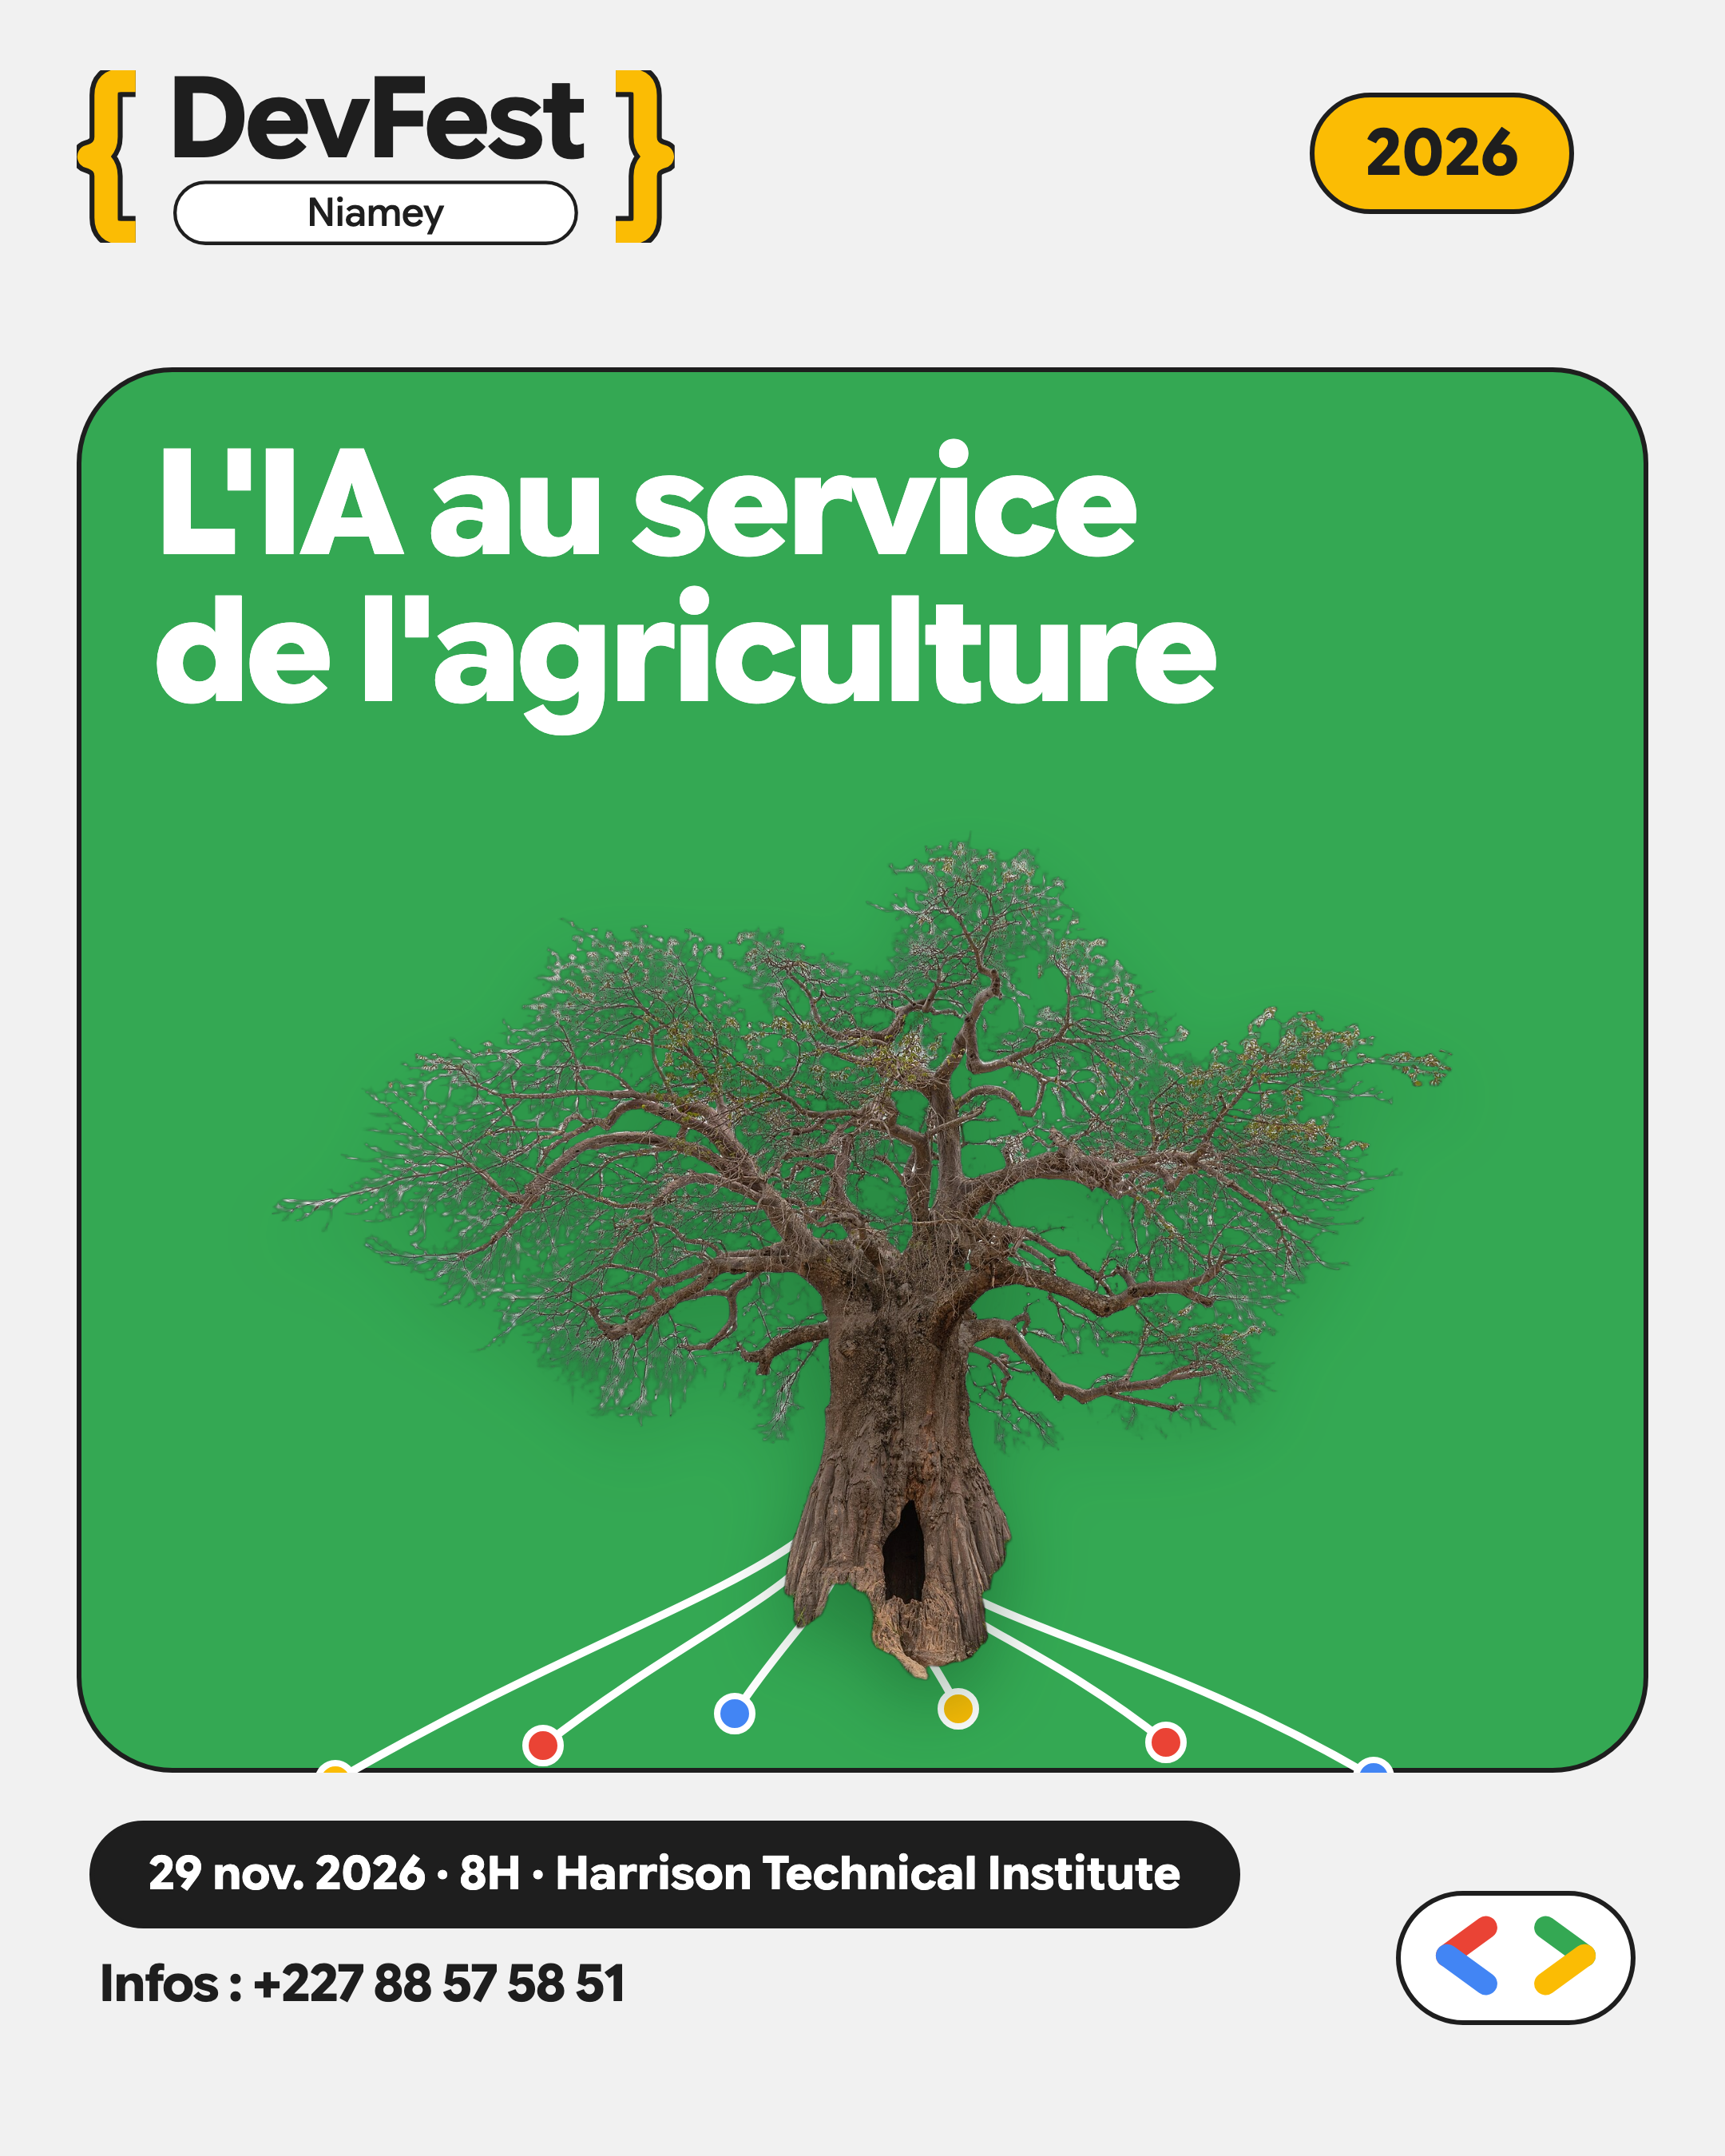 DevFest
Niamey
2026
L'IA au service
de l'agriculture
29 nov. 2026 · 8H · Harrison Technical Institute
Infos : +227 88 57 58 51